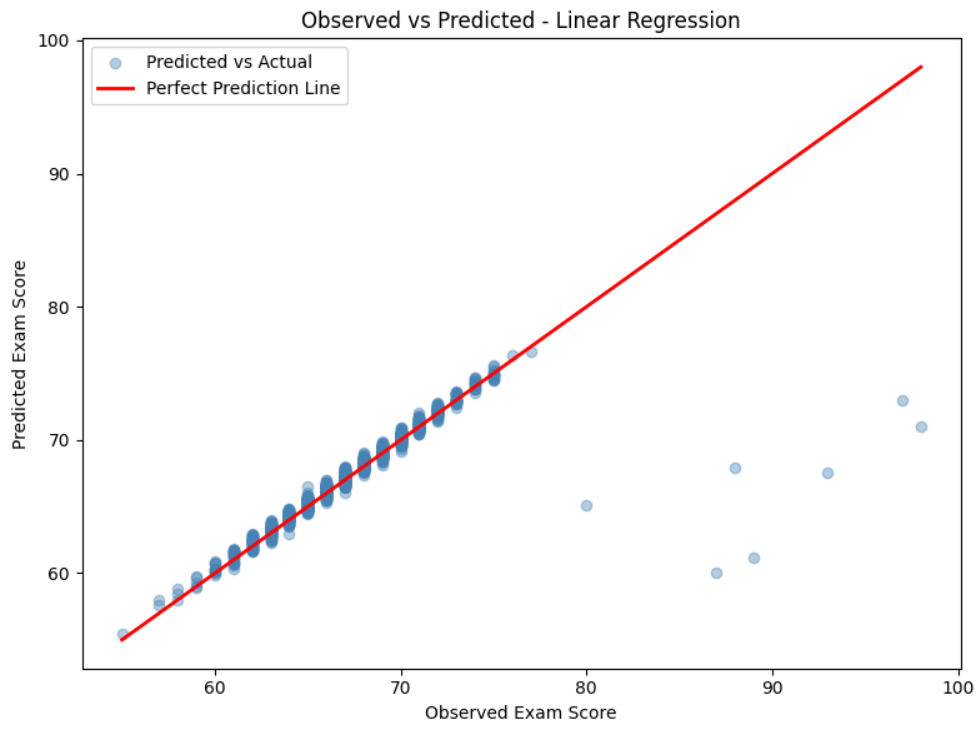 Observed vs Predicted - Linear Regression
Predicted vs Actual
Perfect Prediction Line
100
90
80
70
60
Predicted Exam Score
60 70 80 90 100
Observed Exam Score